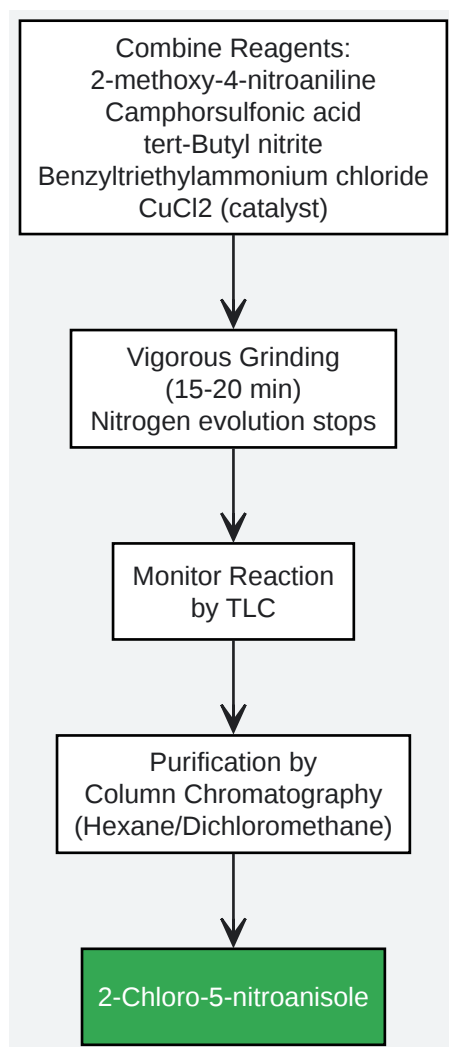 Combine Reagents:
2-methoxy-4-nitroaniline
Camphorsulfonic acid
tert-Butyl nitrite
Benzyltriethylammonium chloride
CuCl2 (catalyst)
Vigorous Grinding
(15-20 min)
Nitrogen evolution stops
Monitor Reaction
by TLC
Purification by
Column Chromatography
(Hexane/Dichloromethane)
2-Chloro-5-nitroanisole